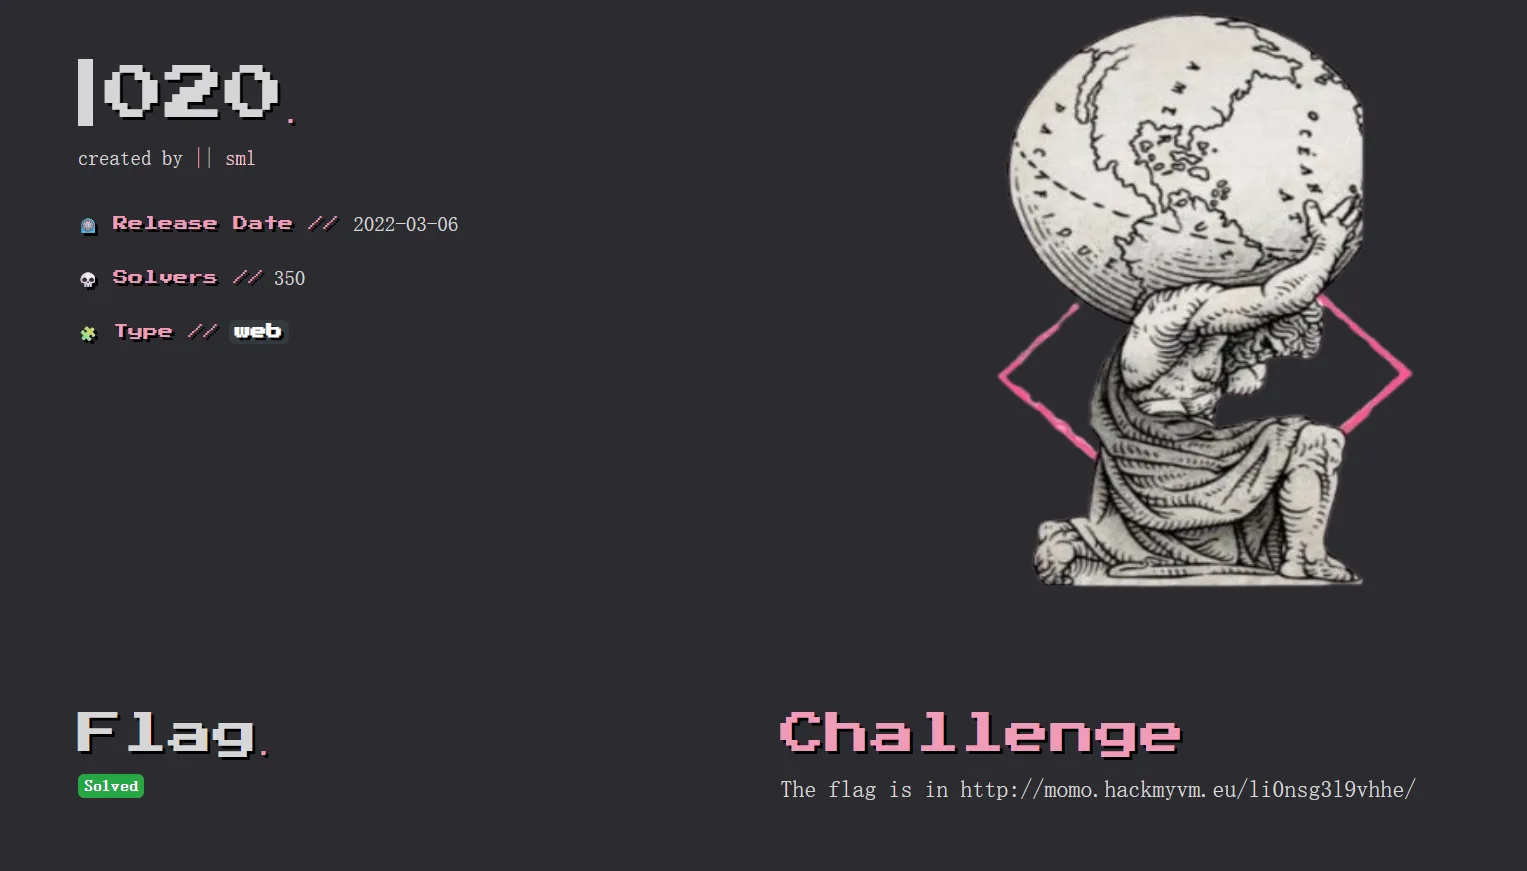 020.
created by || sml
Release Date // 2022-03-06
Solvers // 350
Type // web
Flag.
Solved
Challenge
The flag is in http://momo.hackmyvm.eu/li0nsg3l9vhhe/